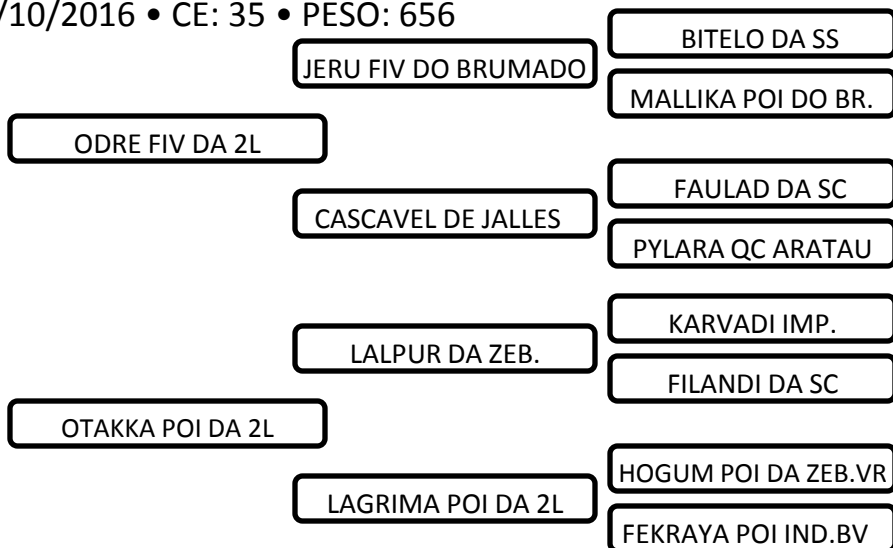 /10/2016 • CE: 35 • PESO: 656
BITELO DA SS
JERU FIV DO BRUMADO
MALLIKA POI DO BR.
ODRE FIV DA 2L
FAULAD DA SC
CASCAVEL DE JALLES
PYLARA QC ARATAU
KARVADI IMP.
LALPUR DA ZEB.
FILANDI DA SC
OTAKKA POI DA 2L
HOGUM POI DA ZEB.VR
LAGRIMA POI DA 2L
FEKRAYA POI IND.BV